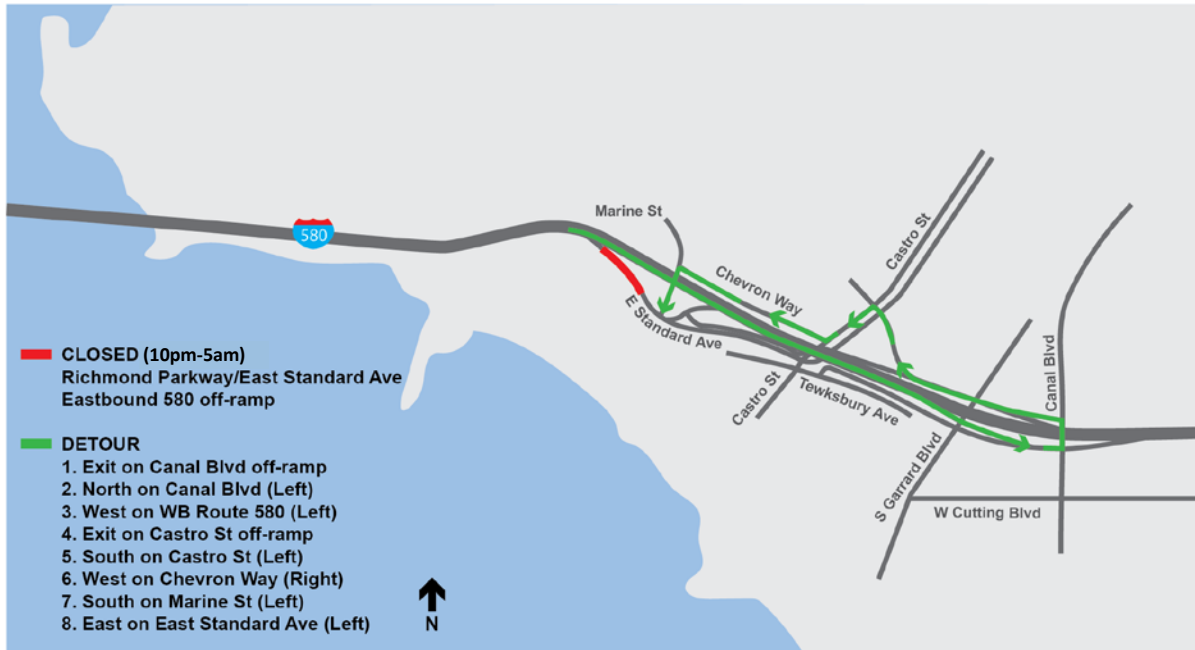 Marine St
580
Chevron Way
Castro St
E Standard Ave
Castro St
Tewksbury Ave
Canal Blvd
S Garrard Blvd
W Cutting Blvd
CLOSED (10pm-5am)
Richmond Parkway/East Standard Ave
Eastbound 580 off-ramp
DETOUR
1. Exit on Canal Blvd off-ramp
2. North on Canal Blvd (Left)
3. West on WB Route 580 (Left)
4. Exit on Castro St off-ramp
5. South on Castro St (Left)
6. West on Chevron Way (Right)
7. South on Marine St (Left)
8. East on East Standard Ave (Left)
N